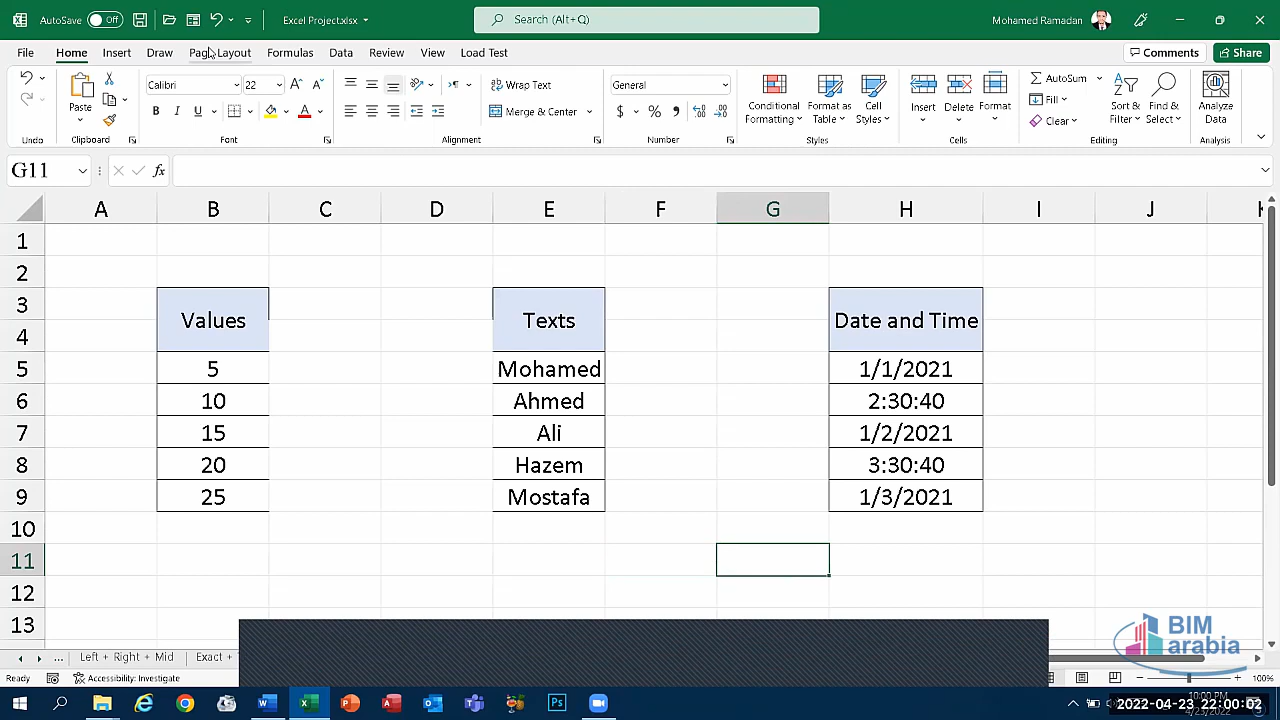 AutoSave Off Excel Project.xlsx Search (Alt+Q) Mohamed Ramadan
File Home Insert Draw Page Layout Formulas Data Review View Load Test Comments Share
Calibri 22 Wrap Text General AutoSum
Paste Conditional Format as Cell Insert Delete Format Fill Sort & Find & Analyze
B I U Merge & Center $ % Formatting Table Styles Clear Filter Select Data
Undo Clipboard Font Alignment Number Styles Cells Editing Analysis
G11 fx
A B C D E F G H I J
1
2
3
4 Values Texts Date and Time
5 5 Mohamed 1/1/2021
6 10 Ahmed 2:30:40
7 15 Ali 1/2/2021
8 20 Hazem 3:30:40
9 25 Mostafa 1/3/2021
10
11
12
13
BIM
arabia
... Left + Right + Mid Exact +
Ready Accessibility: Investigate 100%
10:00 PM
2022-04-23 22:00:02